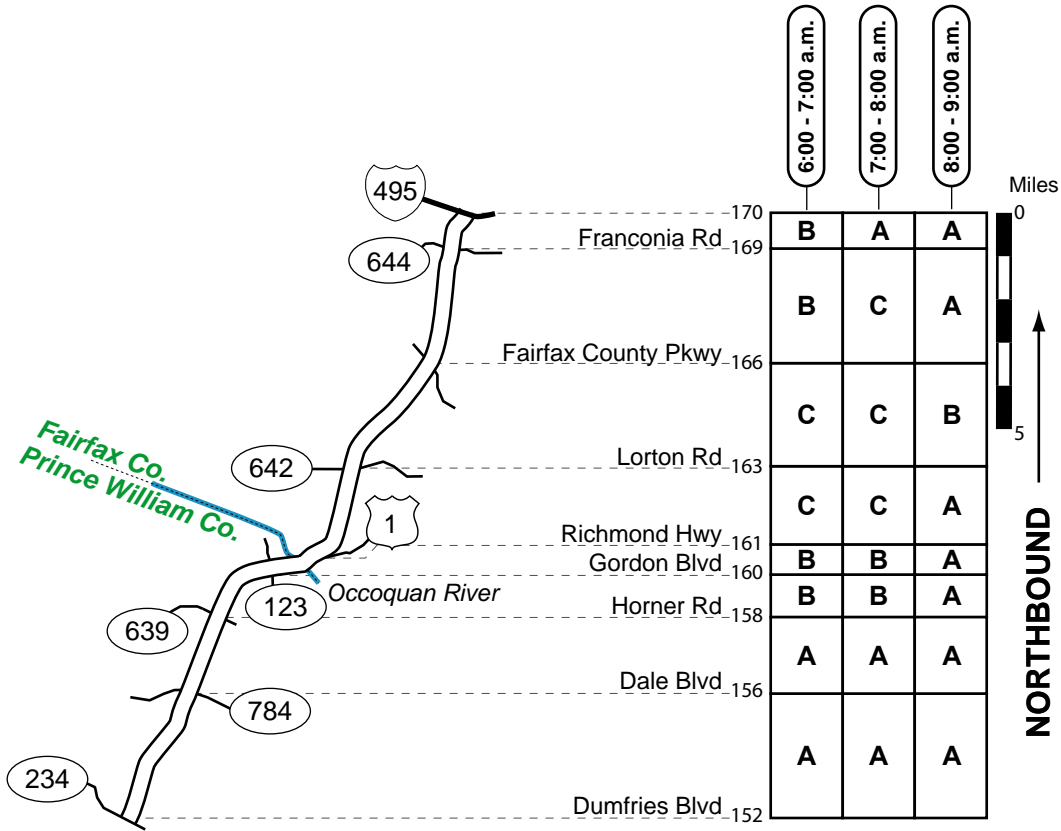 6:00 - 7:00 a.m.
7:00 - 8:00 a.m.
8:00 - 9:00 a.m.
Miles
495
170
B A A
0
Franconia Rd 169
644
B C A
Fairfax County Pkwy 166
C C B
5
Fairfax Co.
Prince William Co.
642
Lorton Rd 163
C C A
1
Richmond Hwy 161
B B A
Gordon Blvd 160
123
Occoquan River
B B A
Horner Rd 158
639
A A A
Dale Blvd 156
784
A A A
234
Dumfries Blvd 152
NORTHBOUND